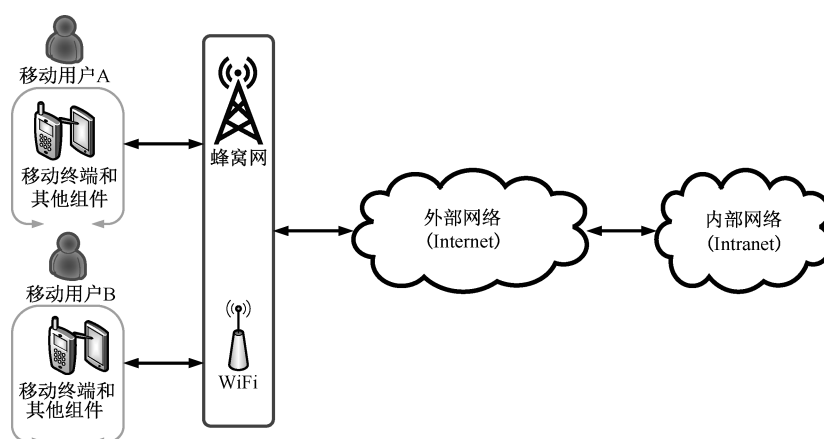 移动用户A
移动终端和
其他组件
移动用户B
移动终端和
其他组件
蜂窝网
WiFi
外部网络
(Internet)
内部网络
(Intranet)